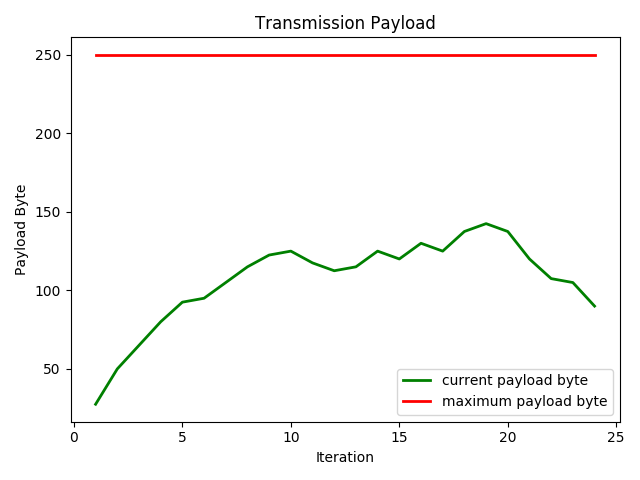 Transmission Payload
250
200
150
100
50
Payload Byte
0
5
10
15
20
25
Iteration
current payload byte
maximum payload byte